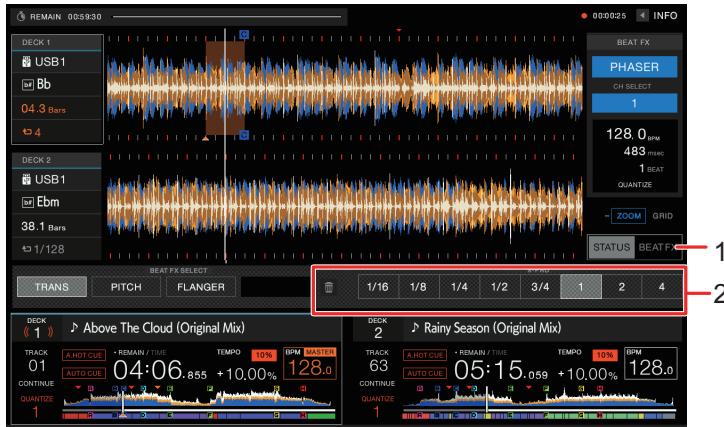 REMAIN 00:59:30
00:00:25 INFO
DECK 1
USB1
Bb
04.3 Bars
4
DECK 2
USB1
Ebm
38.1 Bars
1/128
C
C
BEAT FX
PHASER
CH SELECT
1
128.0 BPM
483 msec
1 BEAT
QUANTIZE
- ZOOM GRID
STATUS BEAT FX
1
BEAT FX SELECT
TRANS PITCH FLANGER
X-PAD
1/16 1/8 1/4 1/2 3/4 1 2 4
2
DECK
1
♪ Above The Cloud (Original Mix)
TRACK
01
CONTINUE
QUANTIZE
1
A.HOT CUE
AUTO CUE
REMAIN / TIME
04:06.855
TEMPO 10%
+10.00%
BPM MASTER
128.0
DECK
2
♪ Rainy Season (Original Mix)
TRACK
63
CONTINUE
QUANTIZE
1
A.HOT CUE
AUTO CUE
REMAIN / TIME
05:15.059
TEMPO 10%
+10.00%
BPM
128.0